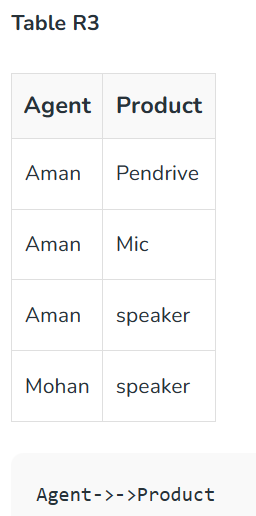 Table R3
Agent Product
Aman Pendrive
Aman Mic
Aman speaker
Mohan speaker
Agent->->Product